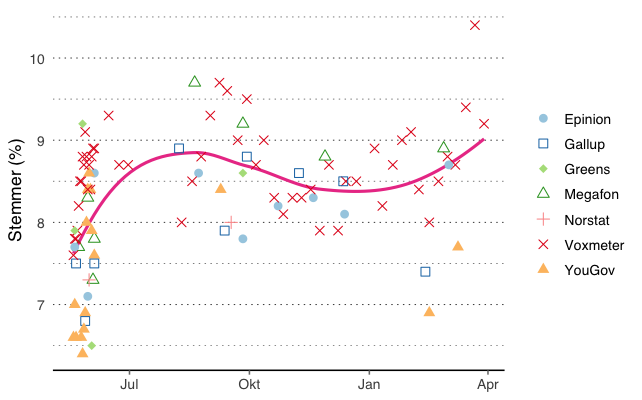 Stemmer (%)
10
9
8
7
Jul
Okt
Jan
Apr
Epinion
Gallup
Greens
Megafon
Norstat
Voxmeter
YouGov